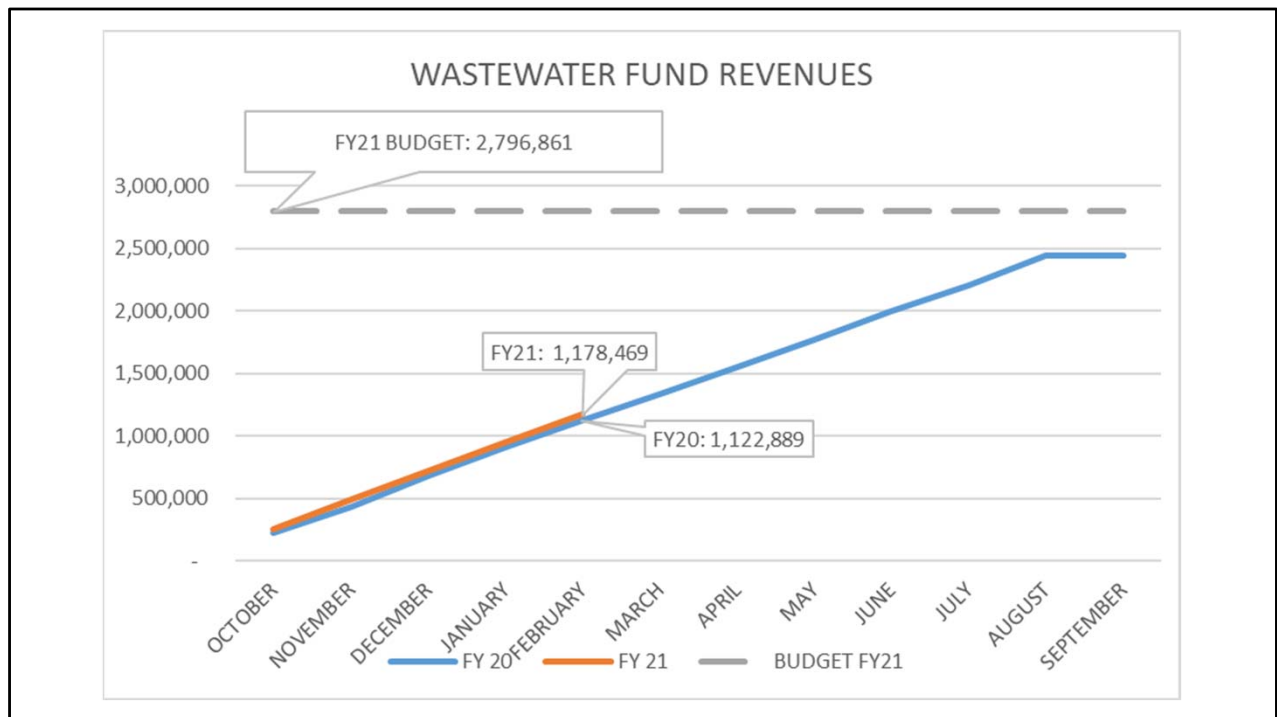 WASTEWATER FUND REVENUES
FY21 BUDGET: 2,796,861
3,000,000
2,500,000
2,000,000
1,500,000
1,000,000
500,000
-
FY21: 1,178,469
FY20: 1,122,889
OCTOBER
NOVEMBER
DECEMBER
JANUARY
FEBRUARY
MARCH
APRIL
MAY
JUNE
JULY
AUGUST
SEPTEMBER
FY 20
FY 21
BUDGET FY21